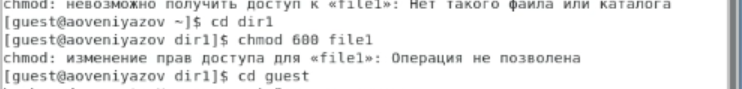 chmod: невозможно получить доступ к «file1»: Нет такого файла или каталога
[guest@aoveniyazov ~]$ cd dir1
[guest@aoveniyazov dir1]$ chmod 600 file1
chmod: изменение прав доступа для «file1»: Операция не позволена
[guest@aoveniyazov dir1]$ cd guest